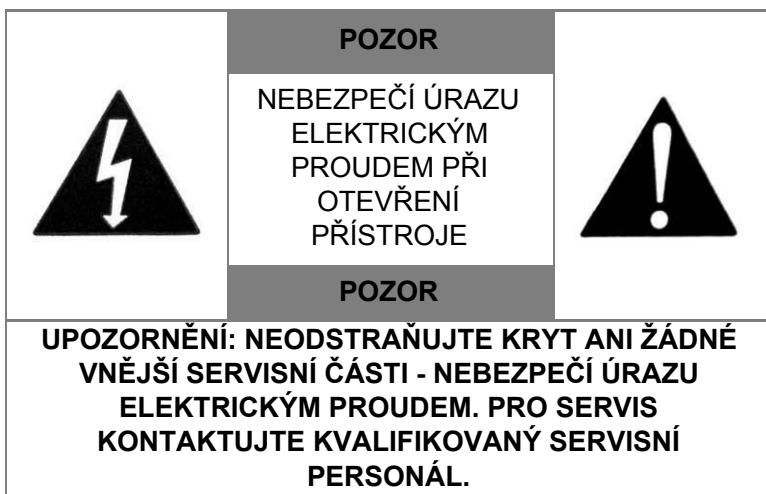 POZOR
NEBEZPEČÍ ÚRAZU
ELEKTRICKÝM
PROUDEM PŘI
OTEVŘENÍ
PŘÍSTROJE
POZOR
UPOZORNĚNÍ: NEODSTRAŇUJTE KRYT ANI ŽÁDNÉ
VNĚJŠÍ SERVISNÍ ČÁSTI - NEBEZPEČÍ ÚRAZU
ELEKTRICKÝM PROUDEM. PRO SERVIS
KONTAKTUJTE KVALIFIKOVANÝ SERVISNÍ
PERSONÁL.